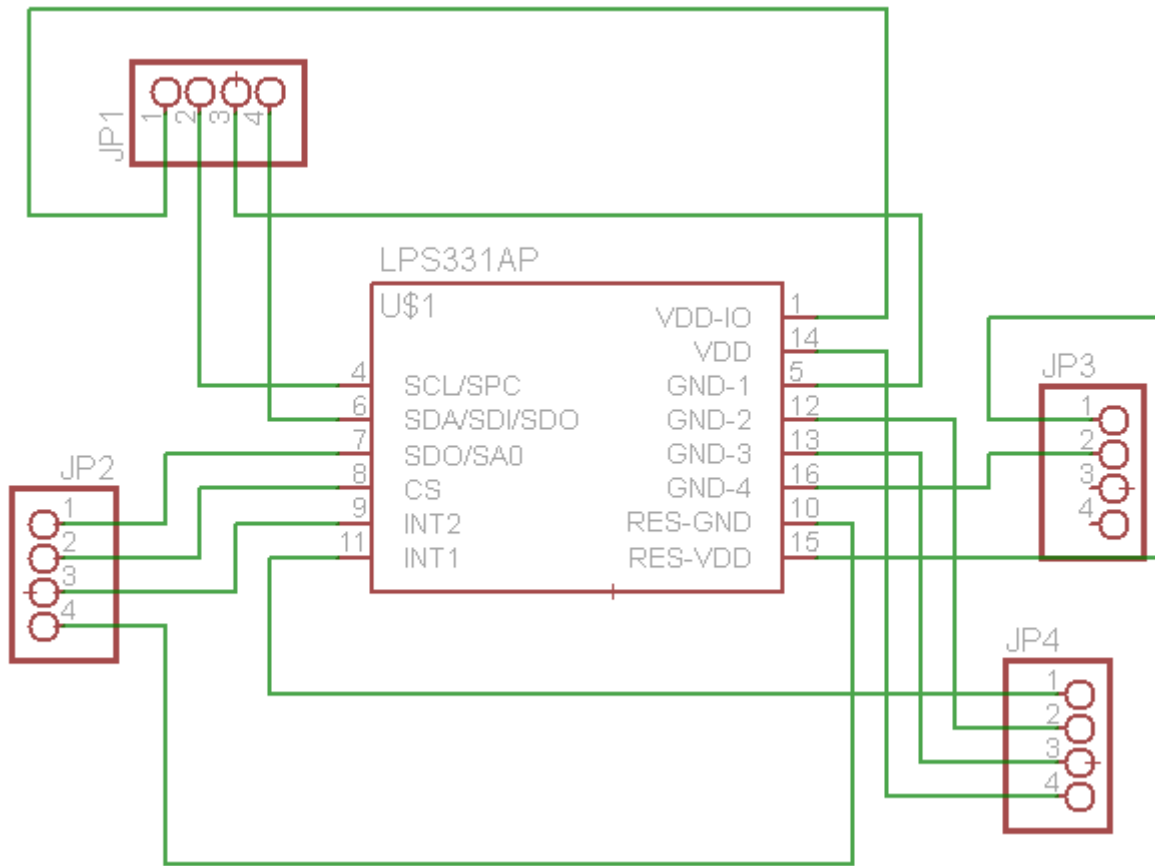 JP1
1
2
3
4
LPS331AP
U$1
VDD-IO 1
VDD 14
4 SCL/SPC GND-1 5
6 SDA/SDI/SDO GND-2 12
7 SDO/SA0 GND-3 13
8 CS GND-4 16
9 INT2 RES-GND 10
11 INT1 RES-VDD 15
JP2
1
2
3
4
JP3
1
2
3
4
JP4
1
2
3
4